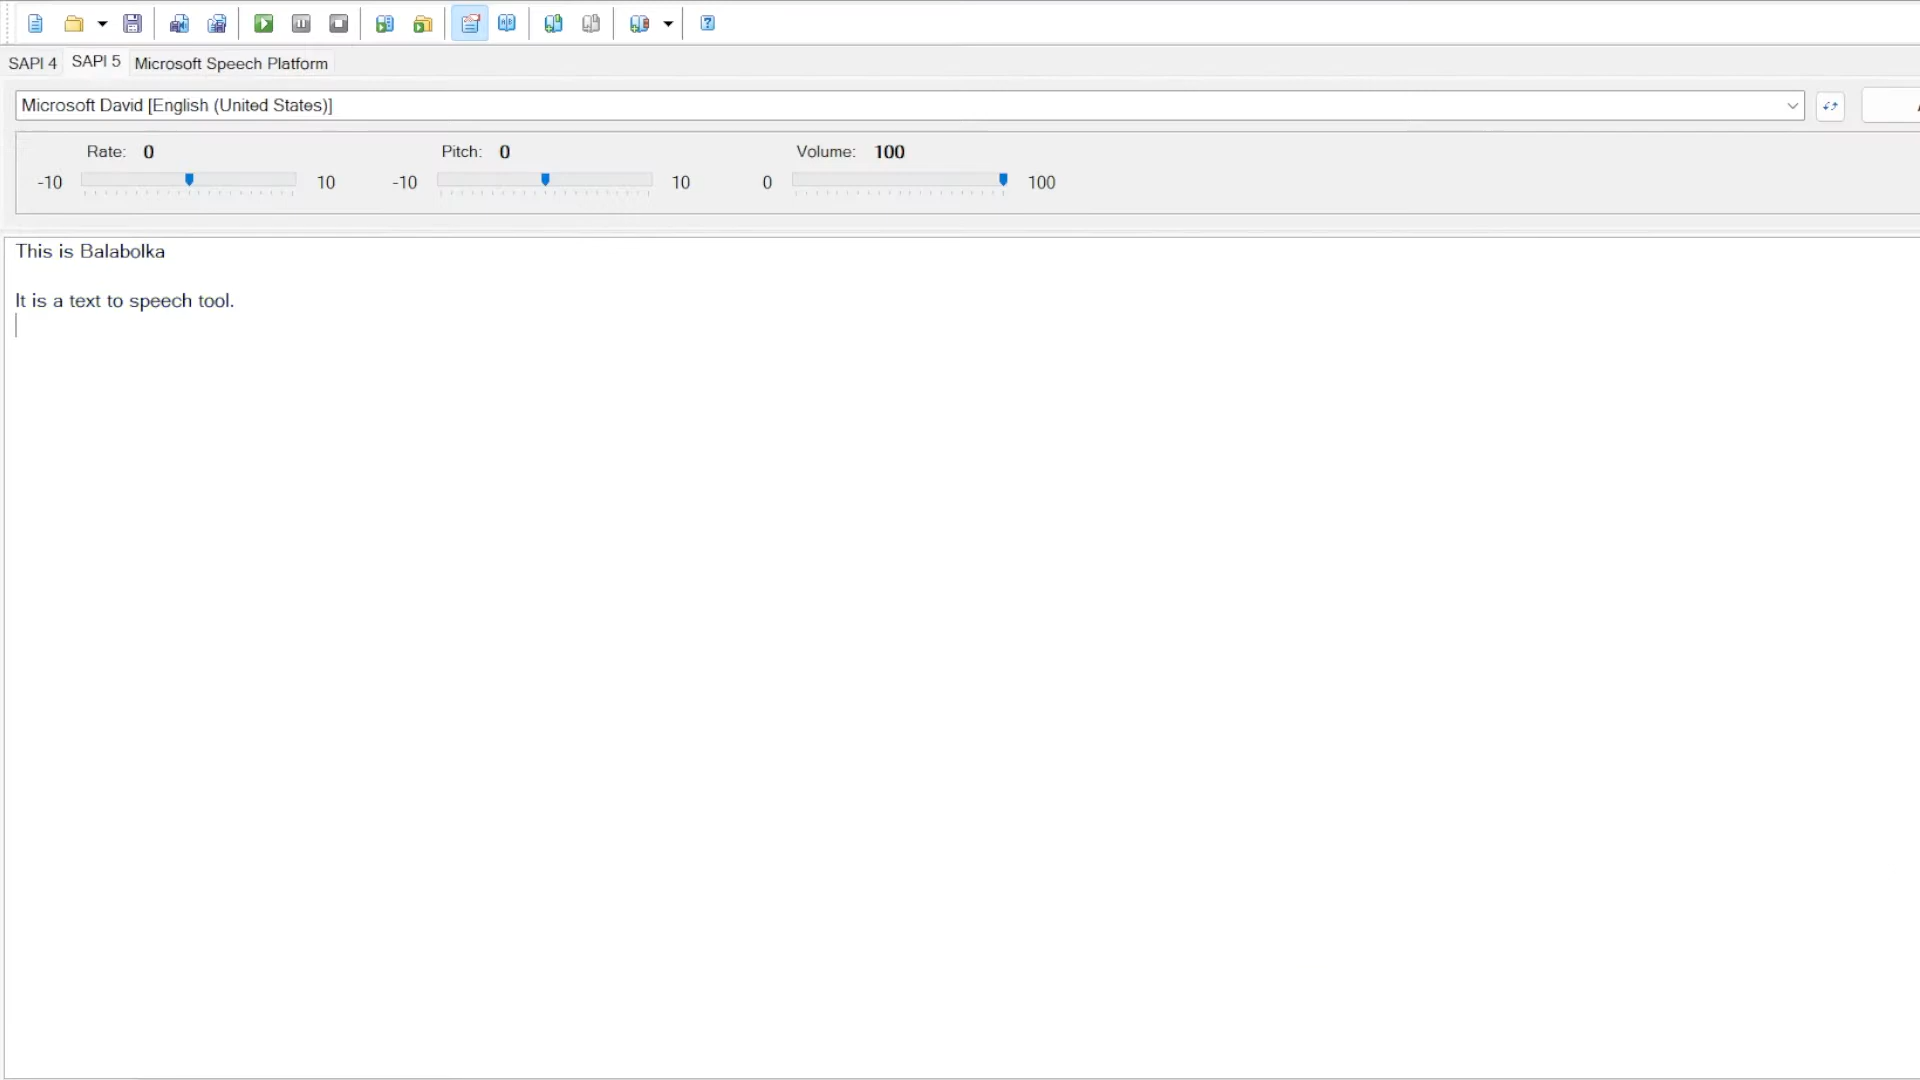 SAPI 4 SAPI 5 Microsoft Speech Platform
Microsoft David [English (United States)]
Rate: 0 Pitch: 0 Volume: 100
-10 10 -10 10 0 100
This is Balabolka
It is a text to speech tool.